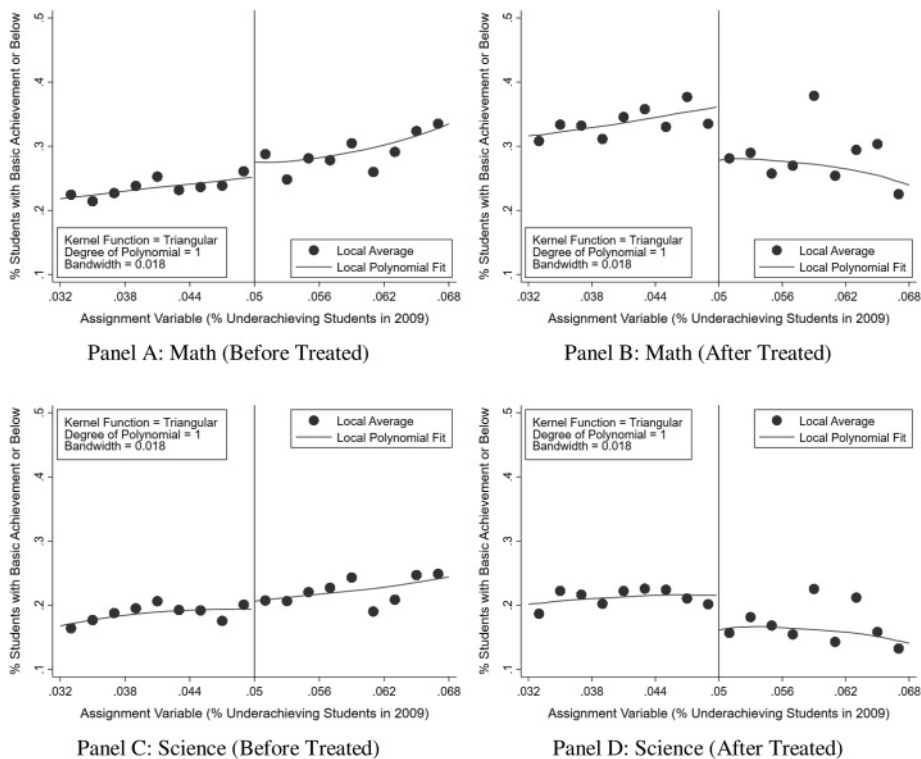 % Students with Basic Achievement or Below
.5
.4
.3
.2
.1
Kernel Function = Triangular
Degree of Polynomial = 1
Bandwidth = 0.018
Local Average
Local Polynomial Fit
.032
.038
.044
.05
.056
.062
.068
Assignment Variable (% Underachieving Students in 2009)
Panel A: Math (Before Treated)
% Students with Basic Achievement or Below
.5
.4
.3
.2
.1
Kernel Function = Triangular
Degree of Polynomial = 1
Bandwidth = 0.018
Local Average
Local Polynomial Fit
.032
.038
.044
.05
.056
.062
.068
Assignment Variable (% Underachieving Students in 2009)
Panel B: Math (After Treated)
% Students with Basic Achievement or Below
.5
.4
.3
.2
.1
Kernel Function = Triangular
Degree of Polynomial = 1
Bandwidth = 0.018
Local Average
Local Polynomial Fit
.032
.038
.044
.05
.056
.062
.068
Assignment Variable (% Underachieving Students in 2009)
Panel C: Science (Before Treated)
% Students with Basic Achievement or Below
.5
.4
.3
.2
.1
Kernel Function = Triangular
Degree of Polynomial = 1
Bandwidth = 0.018
Local Average
Local Polynomial Fit
.032
.038
.044
.05
.056
.062
.068
Assignment Variable (% Underachieving Students in 2009)
Panel D: Science (After Treated)